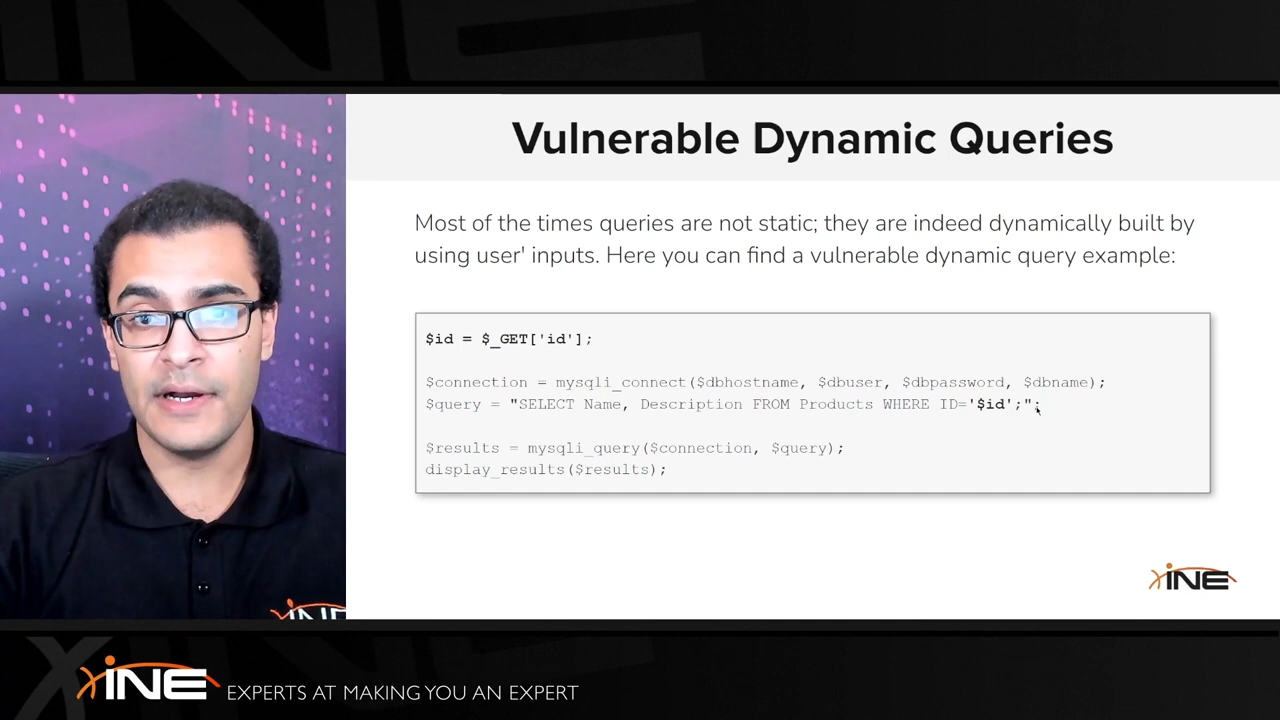 Vulnerable Dynamic Queries
Most of the times queries are not static; they are indeed dynamically built by
using user' inputs. Here you can find a vulnerable dynamic query example:
$id = $_GET['id'];
$connection = mysqli_connect($dbhostname, $dbuser, $dbpassword, $dbname);
$query = "SELECT Name, Description FROM Products WHERE ID='$id';";
$results = mysqli_query($connection, $query);
display_results($results);
INE
INE
INE EXPERTS AT MAKING YOU AN EXPERT